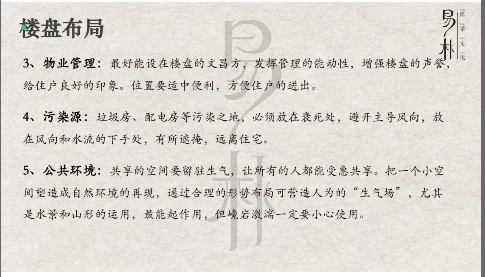 楼盘布局
易林
国学文化
3、物业管理：最好能设在楼盘的文昌方，发挥管理的能动性，增强楼盘的声誉，
给住户良好的印象。位置要适中便利，方便住户的进出。
4、污染源：垃圾房、配电房等污染之地，必须放在衰死处，避开主导风向，放
在风向和水流的下手处，有所遮掩，远离住宅。
5、公共环境：共享的空间要留驻生气，让所有的人都能受惠共享。把一个小空
间塑造成自然环境的再现，通过合理的形势布局可营造人为的“生气场”，尤其
是水景和山形的运用，最能起作用，但巉岩激湍一定要小心使用。
易林